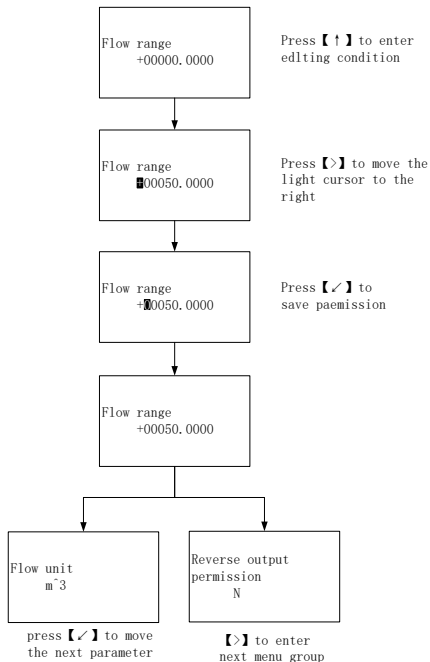 Flow range
+00000.0000
Press【↑】to enter
edlting condition
Flow range
+00050.0000
Press【>】to move the
light cursor to the
right
Flow range
+00050.0000
Press【↙】to
save paemission
Flow range
+00050.0000
Flow unit
m^3
press【↙】to move
the next parameter
Reverse output
permission
N
【>】to enter
next menu group